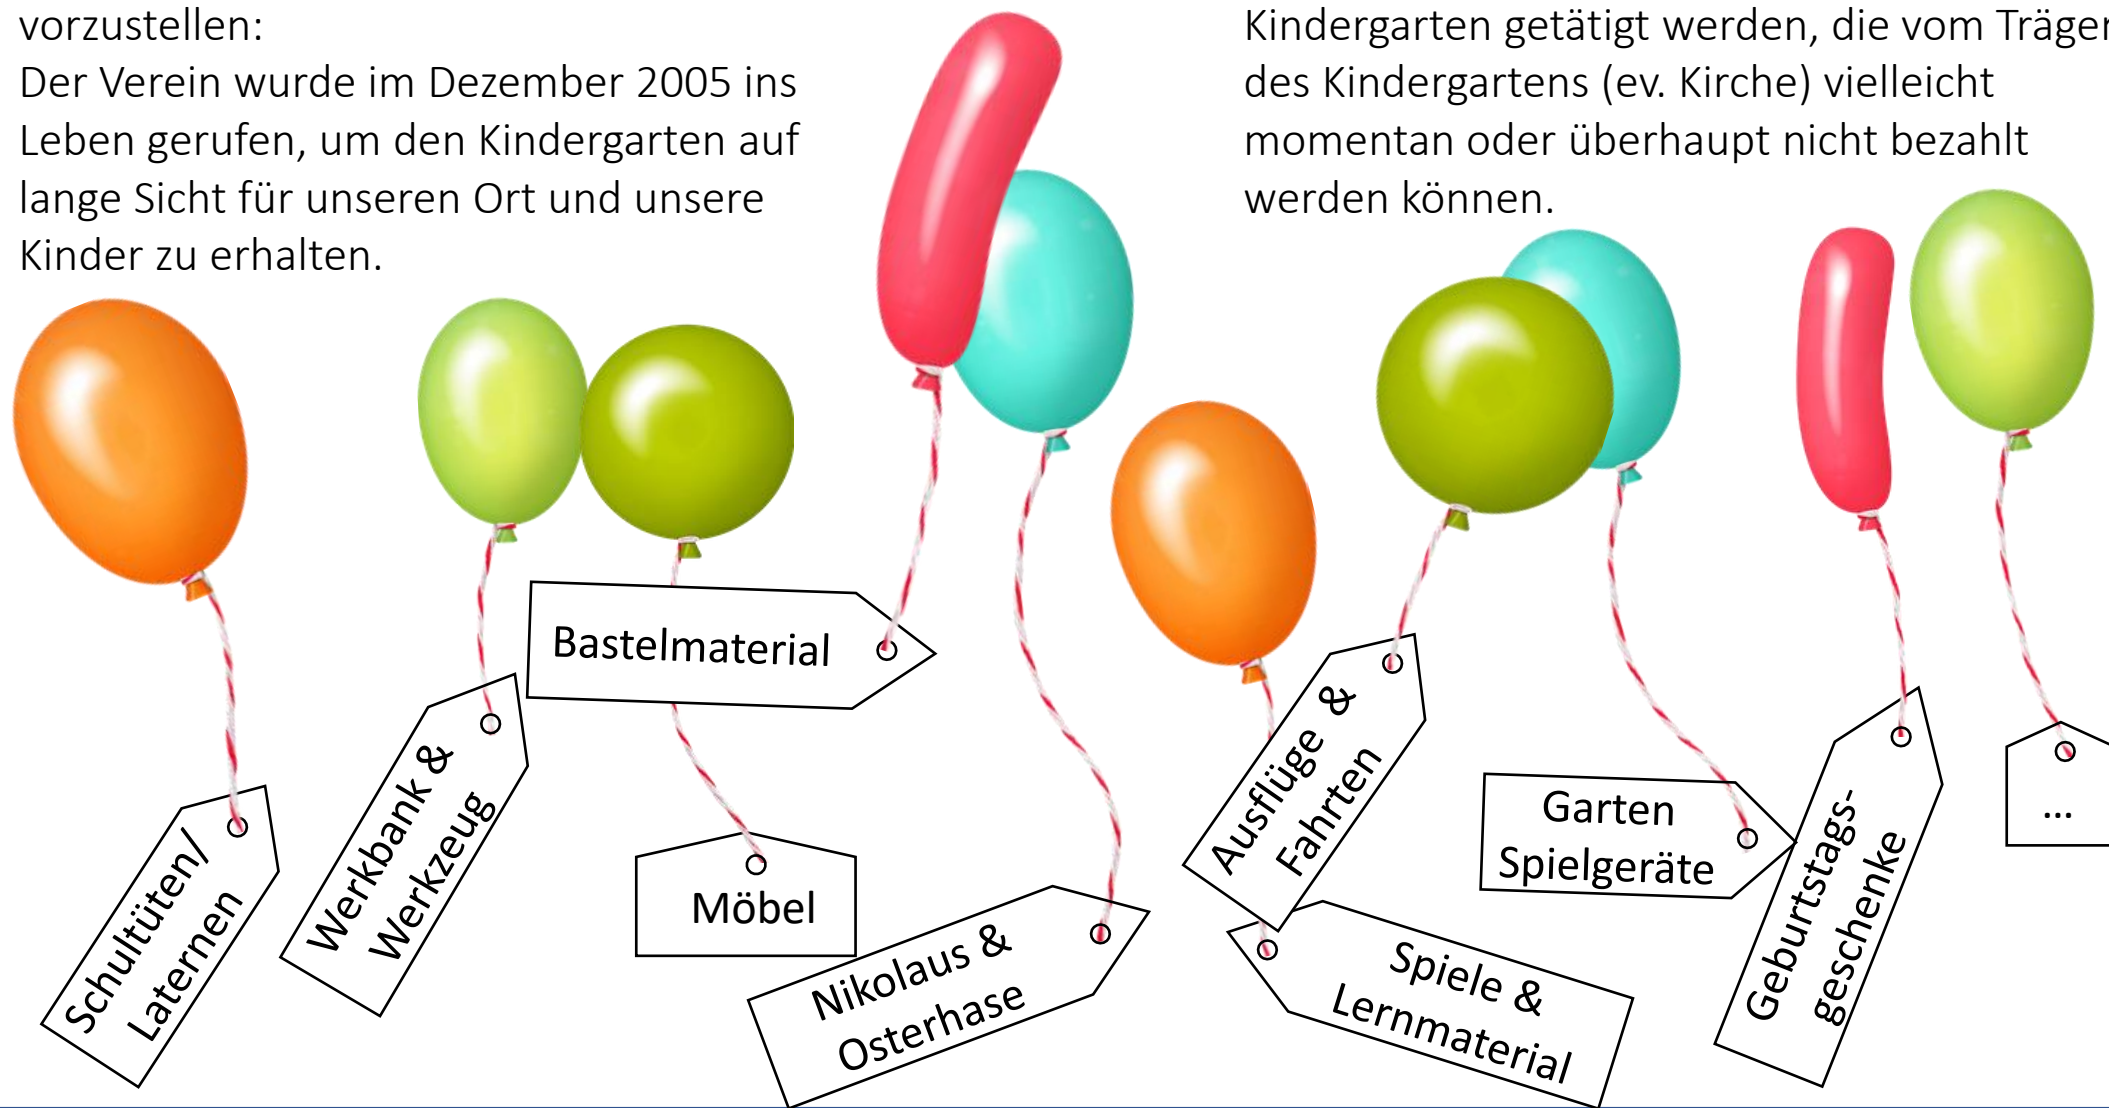 vorzustellen:
Der Verein wurde im Dezember 2005 ins
Leben gerufen, um den Kindergarten auf
lange Sicht für unseren Ort und unsere
Kinder zu erhalten.
Kindergarten getätigt werden, die vom Träger
des Kindergartens (ev. Kirche) vielleicht
momentan oder überhaupt nicht bezahlt
werden können.
Schultüten/
Laternen
Werkbank &
Werkzeug
Bastelmaterial
Möbel
Nikolaus &
Osterhase
Ausflüge &
Fahrten
Spiele &
Lernmaterial
Garten
Spielgeräte
Geburtstags-
geschenke
...